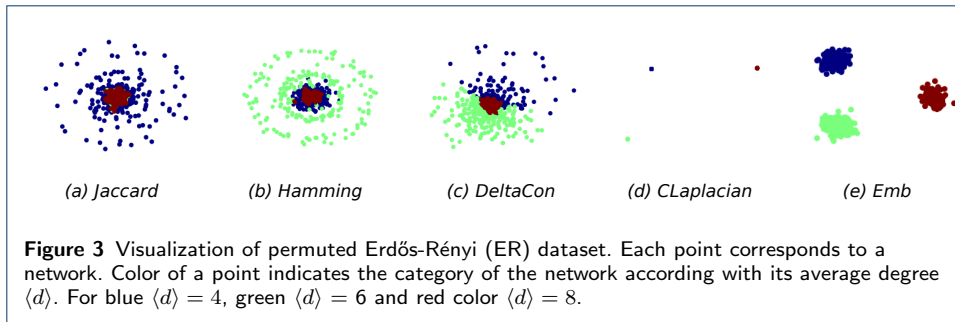 (a) Jaccard (b) Hamming (c) DeltaCon (d) CLaplacian (e) Emb
Figure 3 Visualization of permuted Erdős-Rényi (ER) dataset. Each point corresponds to a
network. Color of a point indicates the category of the network according with its average degree
⟨d⟩. For blue ⟨d⟩ = 4, green ⟨d⟩ = 6 and red color ⟨d⟩ = 8.